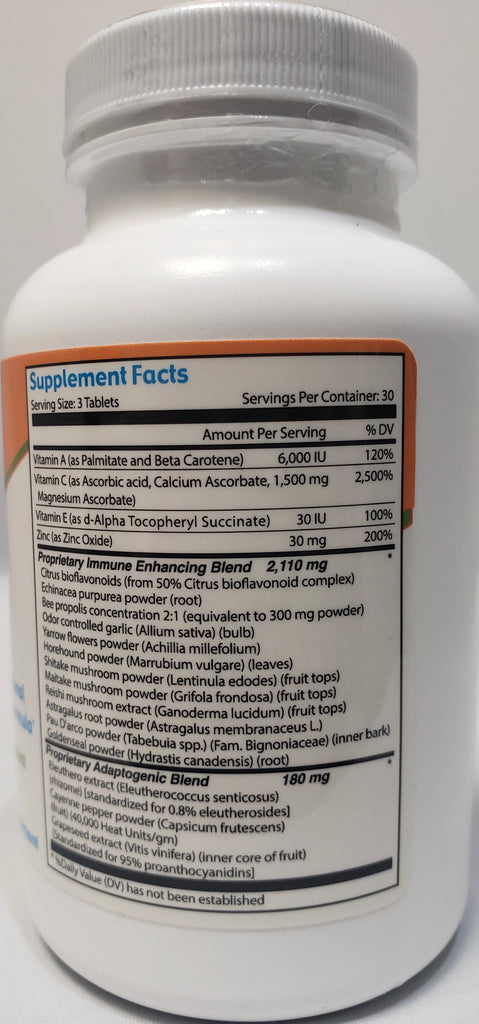 Supplement Facts
Serving Size: 3 Tablets Servings Per Container: 30
Amount Per Serving % DV
Vitamin A (as Palmitate and Beta Carotene) 6,000 IU 120%
Vitamin C (as Ascorbic acid, Calcium Ascorbate, 1,500 mg 2,500%
Magnesium Ascorbate)
Vitamin E (as d-Alpha Tocopheryl Succinate) 30 IU 100%
Zinc (as Zinc Oxide) 30 mg 200%
Proprietary Immune Enhancing Blend 2,110 mg *
Citrus bioflavonoids (from 50% Citrus bioflavonoid complex)
Echinacea purpurea powder (root)
Bee propolis concentration 2:1 (equivalent to 300 mg powder)
Odor controlled garlic (Allium sativa) (bulb)
Yarrow flowers powder (Achillia millefolium)
Horehound powder (Marrubium vulgare) (leaves)
Shitake mushroom powder (Lentinula edodes) (fruit tops)
Maitake mushroom powder (Grifola frondosa) (fruit tops)
Reishi mushroom extract (Ganoderma lucidum) (fruit tops)
Astragalus root powder (Astragalus membranaceus L.)
Pau D'arco powder (Tabebuia spp.) (Fam. Bignoniaceae) (inner bark)
Goldenseal powder (Hydrastis canadensis) (root)
Proprietary Adaptogenic Blend 180 mg *
Eleuthero extract (Eleutherococcus senticosus)
(rhizome) [standardized for 0.8% eleutherosides]
Cayenne pepper powder (Capsicum frutescens)
(fruit) (40,000 Heat Units/gm)
Grapeseed extract (Vitis vinifera) (inner core of fruit)
[Standardized for 95% proanthocyanidins]
* %Daily Value (DV) has not been established